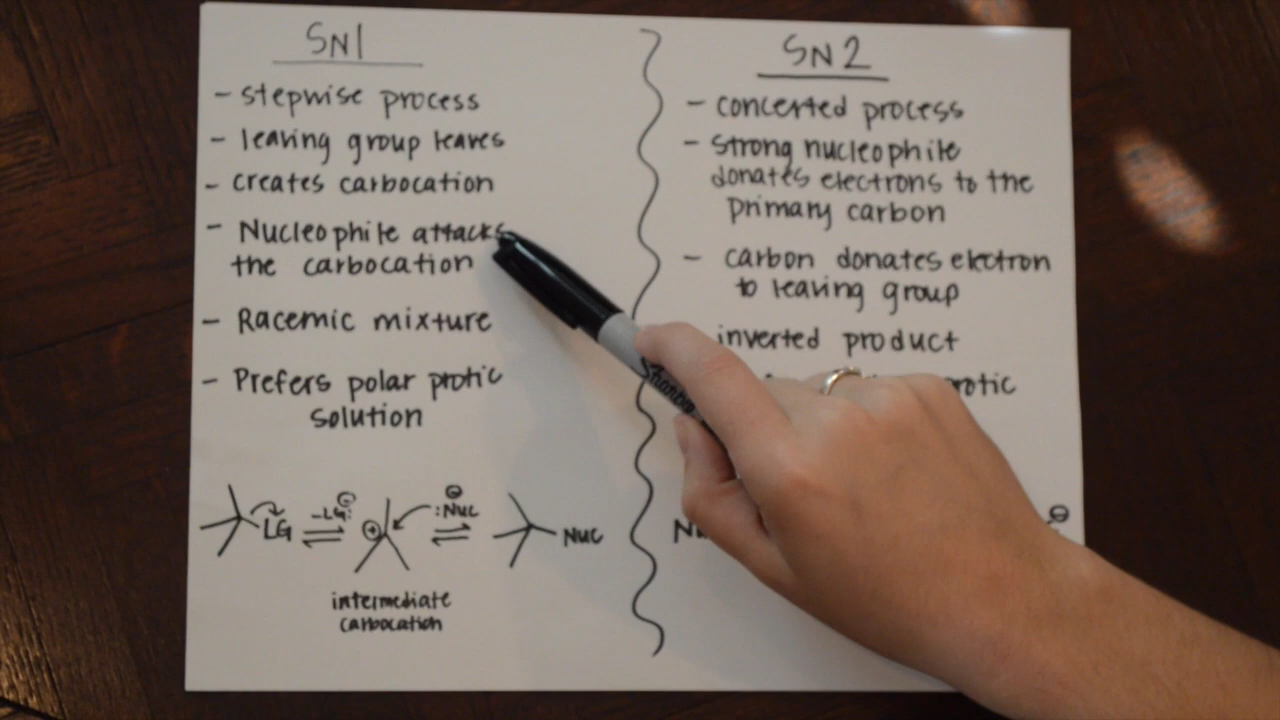 SN1
- stepwise process
- leaving group leaves
- creates carbocation
- Nucleophile attacks
the carbocation
- Racemic mixture
- Prefers polar protic
solution
LG -LG: :Nuc Nuc
intermediate
carbocation
SN2
- concerted process
- strong nucleophile
donates electrons to the
primary carbon
- carbon donates electron
to leaving group
inverted product
Sharpie